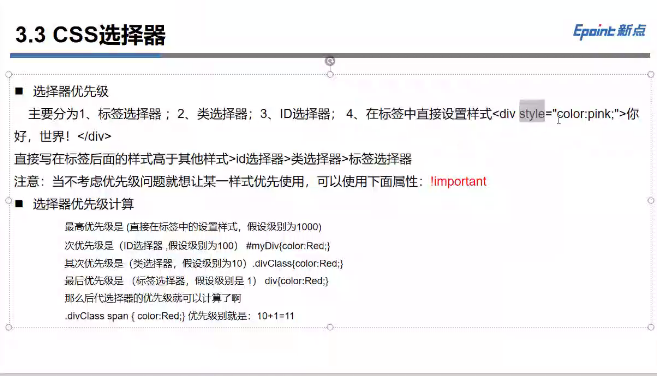 3.3 CSS选择器
Epoint 新点
■ 选择器优先级
主要分为1、标签选择器 ；2、类选择器；3、ID选择器； 4、在标签中直接设置样式<div style="color:pink;">你
好，世界！</div>
直接写在标签后面的样式高于其他样式>id选择器>类选择器>标签选择器
注意：当不考虑优先级问题就想让某一样式优先使用，可以使用下面属性：!important
■ 选择器优先级计算
最高优先级是 (直接在标签中的设置样式，假设级别为1000)
次优先级是（ID选择器 ,假设级别为100） #myDiv{color:Red;}
其次优先级是（类选择器，假设级别为10）.divClass{color:Red;}
最后优先级是 （标签选择器，假设级别是 1） div{color:Red;}
那么后代选择器的优先级就可以计算了啊
.divClass span { color:Red;} 优先级别就是：10+1=11